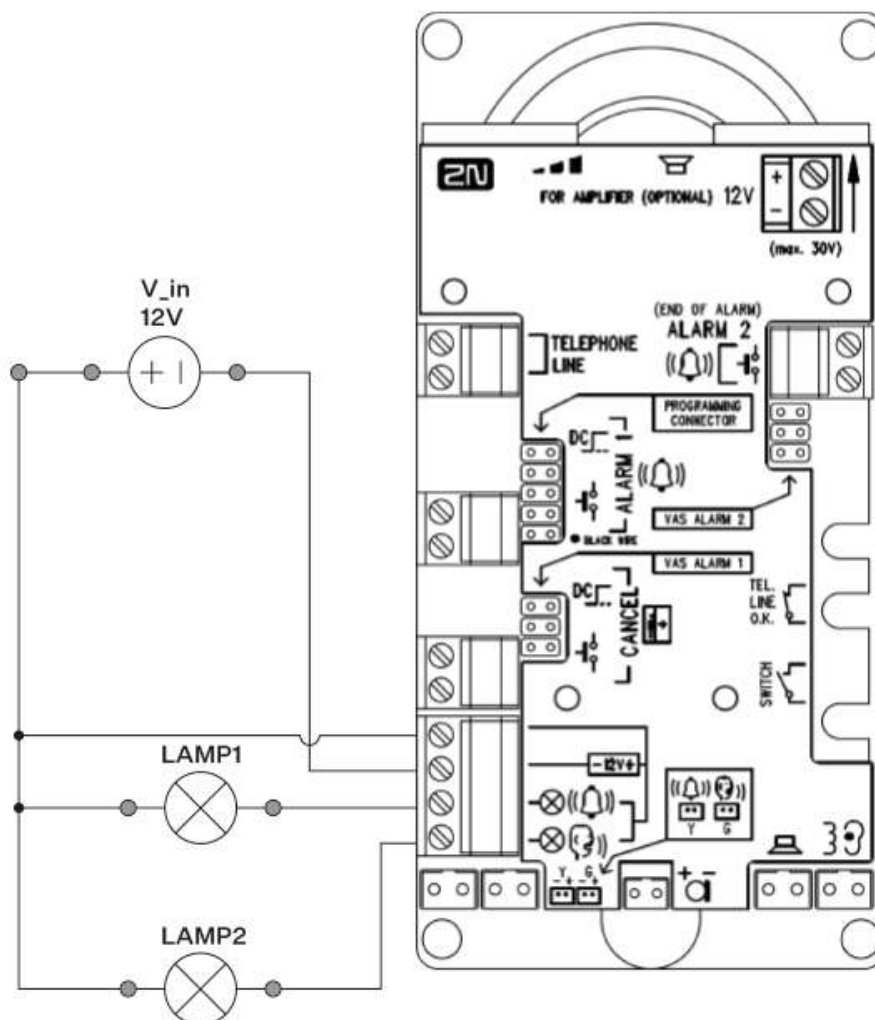 2N
FOR AMPLIFIER (OPTIONAL) 12V
+
-
(max. 30V)
V_in
12V
+ -
(END OF ALARM)
ALARM 2
TELEPHONE
LINE
PROGRAMMING
CONNECTOR
DC
ALARM 1
VAS ALARM 2
BLACK WIRE
VAS ALARM 1
DC
CANCEL
TEL.
LINE
O.K.
SWITCH
LAMP1
-12V+
Y G
Y G
- + - +
+ -
LAMP2